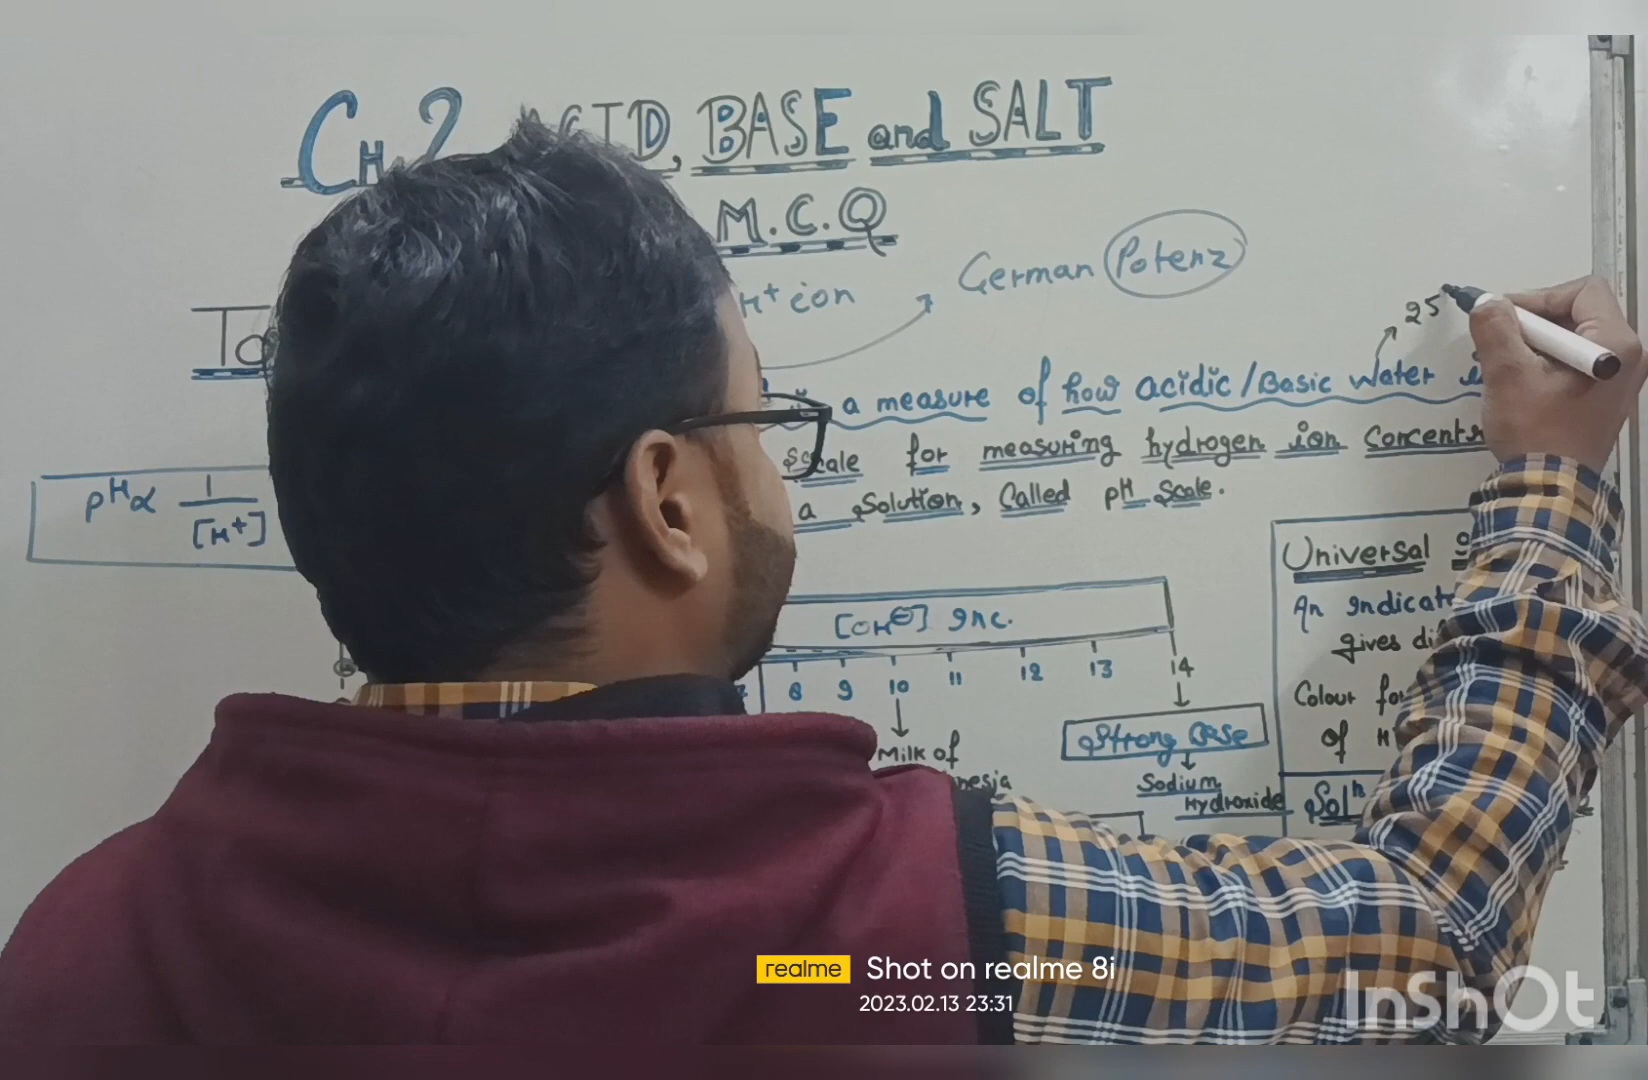 CH.2 ACID, BASE and SALT
M.C.Q
H+ ion
German Potenz
25
a measure of how acidic/Basic water
Scale for measuring hydrogen ion
a Solution, Called pH Scale.
pH α 1/[H+]
[OH⊖] Inc.
8 9 10 11 12 13 14
Milk of
Strong Base
Sodium
Hydroxide
Universal
An Indicat
gives di
Colour for
of H
Solⁿ
realme Shot on realme 8i
2023.02.13 23:31
InShOt